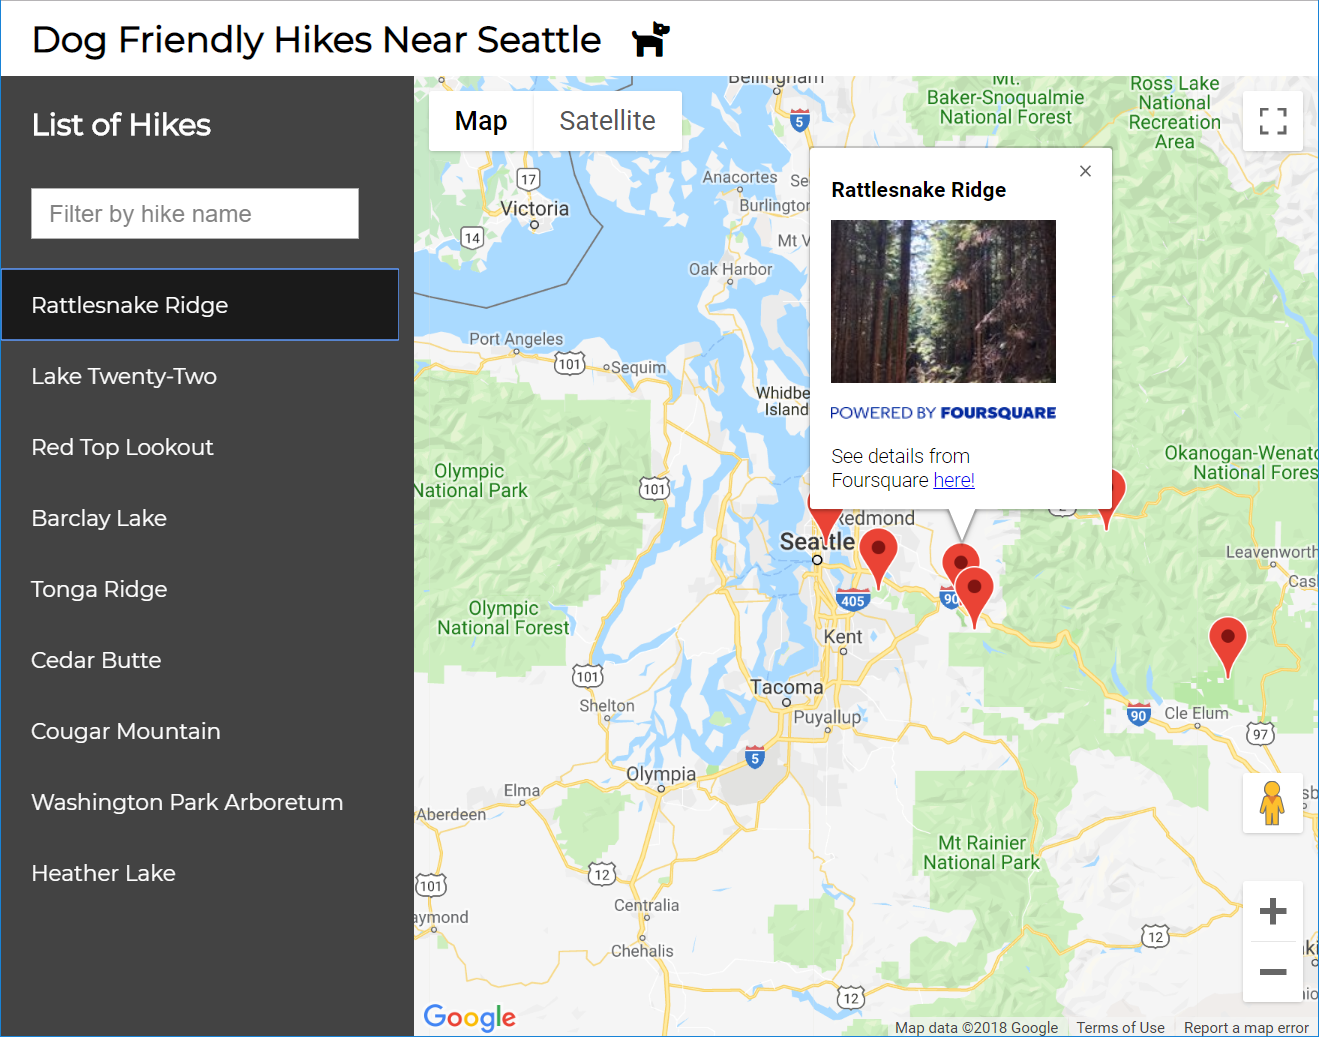 Dog Friendly Hikes Near Seattle
List of Hikes
Filter by hike name
Rattlesnake Ridge
Lake Twenty-Two
Red Top Lookout
Barclay Lake
Tonga Ridge
Cedar Butte
Cougar Mountain
Washington Park Arboretum
Heather Lake
Map
Satellite
Bellingham
5
Mt.
Baker-Snoqualmie
National Forest
Ross Lake
National
Recreation
Area
17
Victoria
14
Anacortes
Burlington
Mt V
Oak Harbor
Port Angeles
101
Sequim
Whidbe
Island
Rattlesnake Ridge
POWERED BY FOURSQUARE
See details from
Foursquare here!
Olympic
National Park
101
Okanogan-Wenatc
National Fores
Redmond
Seattle
Leavenworth
Cas
405
90
Olympic
National Forest
Kent
101
Tacoma
Shelton
Puyallup
90
Cle Elum
97
5
Olympia
Elma
Aberdeen
Mt Rainier
National Park
12
101
Centralia
aymond
Chehalis
12
12
Google
Map data ©2018 Google
Terms of Use
Report a map error